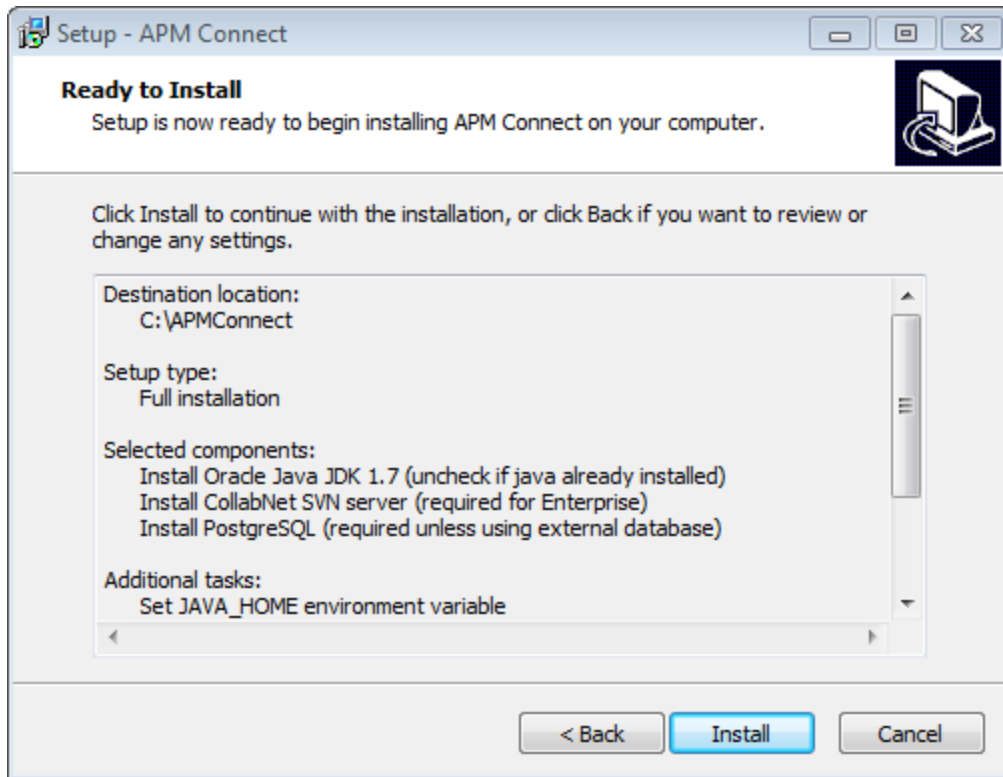 Setup - APM Connect
Ready to Install
Setup is now ready to begin installing APM Connect on your computer.
Click Install to continue with the installation, or click Back if you want to review or
change any settings.
Destination location:
C:\APMConnect
Setup type:
Full installation
Selected components:
Install Oracle Java JDK 1.7 (uncheck if java already installed)
Install CollabNet SVN server (required for Enterprise)
Install PostgreSQL (required unless using external database)
Additional tasks:
Set JAVA_HOME environment variable
< Back
Install
Cancel